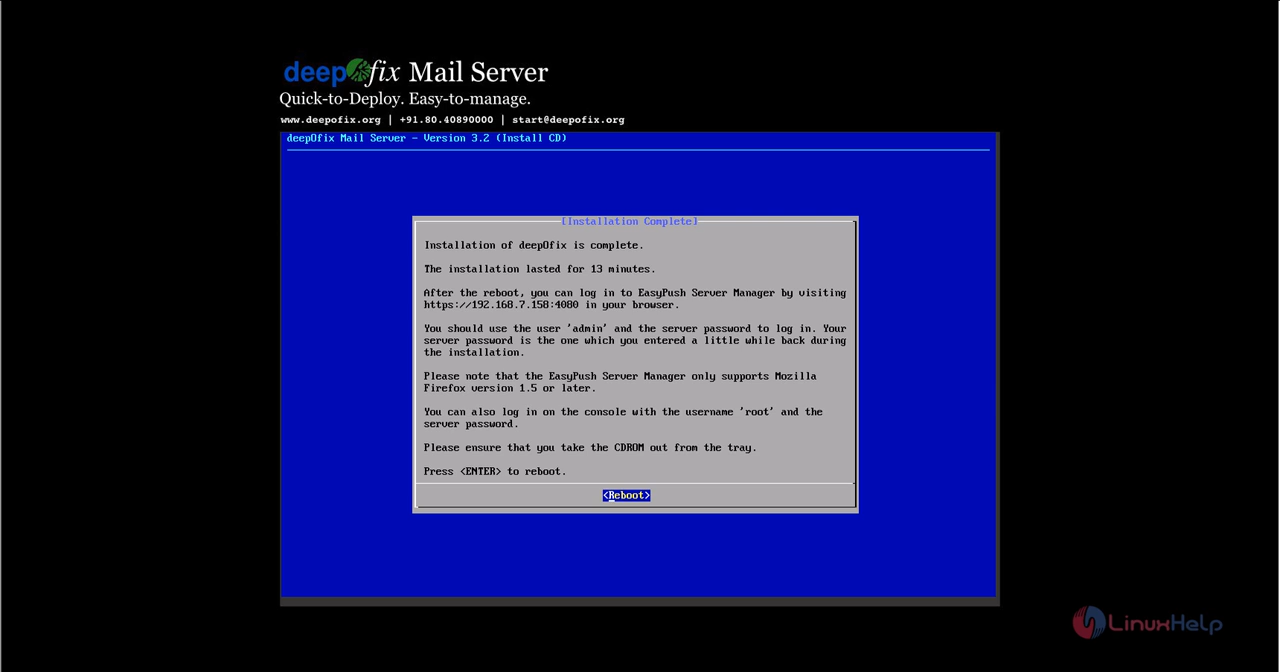 deepOfix Mail Server
Quick-to-Deploy. Easy-to-manage.
www.deepofix.org | +91.80.40890000 | start@deepofix.org
deepOfix Mail Server - Version 3.2 (Install CD)
[Installation Complete]
Installation of deepOfix is complete.
The installation lasted for 13 minutes.
After the reboot, you can log in to EasyPush Server Manager by visiting
https://192.168.7.158:4080 in your browser.
You should use the user 'admin' and the server password to log in. Your
server password is the one which you entered a little while back during
the installation.
Please note that the EasyPush Server Manager only supports Mozilla
Firefox version 1.5 or later.
You can also log in on the console with the username 'root' and the
server password.
Please ensure that you take the CDROM out from the tray.
Press <ENTER> to reboot.
<Reboot>
LinuxHelp